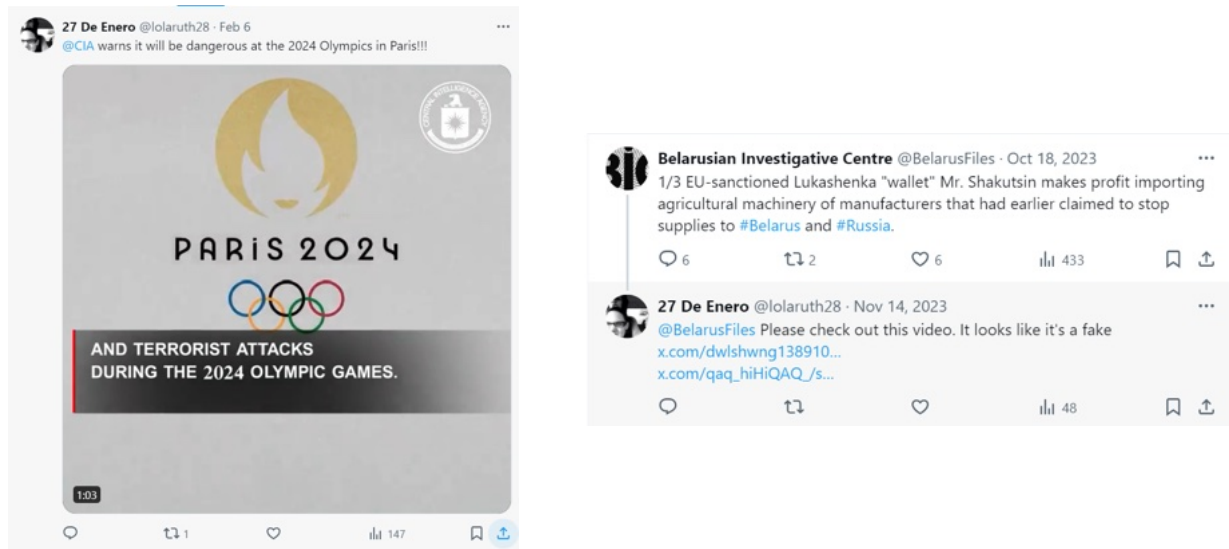 27 De Enero @lolaruth28 · Feb 6
@CIA warns it will be dangerous at the 2024 Olympics in Paris!!!
CENTRAL INTELLIGENCE AGENCY
PARiS 2024
AND TERRORIST ATTACKS
DURING THE 2024 OLYMPIC GAMES.
1:03
1
147
Belarusian Investigative Centre @BelarusFiles · Oct 18, 2023
1/3 EU-sanctioned Lukashenka "wallet" Mr. Shakutsin makes profit importing
agricultural machinery of manufacturers that had earlier claimed to stop
supplies to #Belarus and #Russia.
6 2 6 433
27 De Enero @lolaruth28 · Nov 14, 2023
@BelarusFiles Please check out this video. It looks like it's a fake
x.com/dwlshwng138910...
x.com/qaq_hiHiQAQ_/s...
48